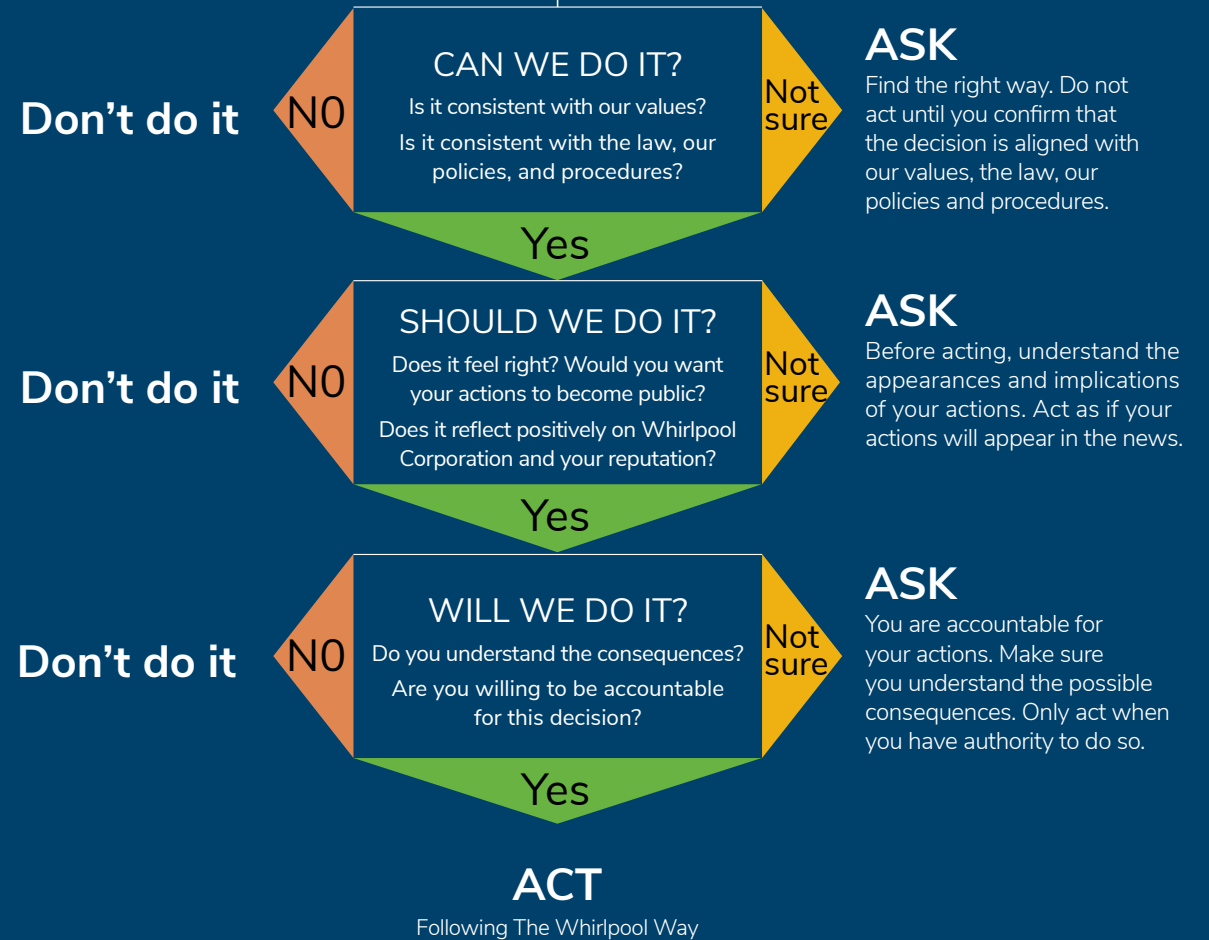 Don't do it
NO
CAN WE DO IT?
Is it consistent with our values?
Is it consistent with the law, our
policies, and procedures?
Not
sure
ASK
Find the right way. Do not
act until you confirm that
the decision is aligned with
our values, the law, our
policies and procedures.
Yes
Don't do it
NO
SHOULD WE DO IT?
Does it feel right? Would you want
your actions to become public?
Does it reflect positively on Whirlpool
Corporation and your reputation?
Not
sure
ASK
Before acting, understand the
appearances and implications
of your actions. Act as if your
actions will appear in the news.
Yes
Don't do it
NO
WILL WE DO IT?
Do you understand the consequences?
Are you willing to be accountable
for this decision?
Not
sure
ASK
You are accountable for
your actions. Make sure
you understand the possible
consequences. Only act when
you have authority to do so.
Yes
ACT
Following The Whirlpool Way